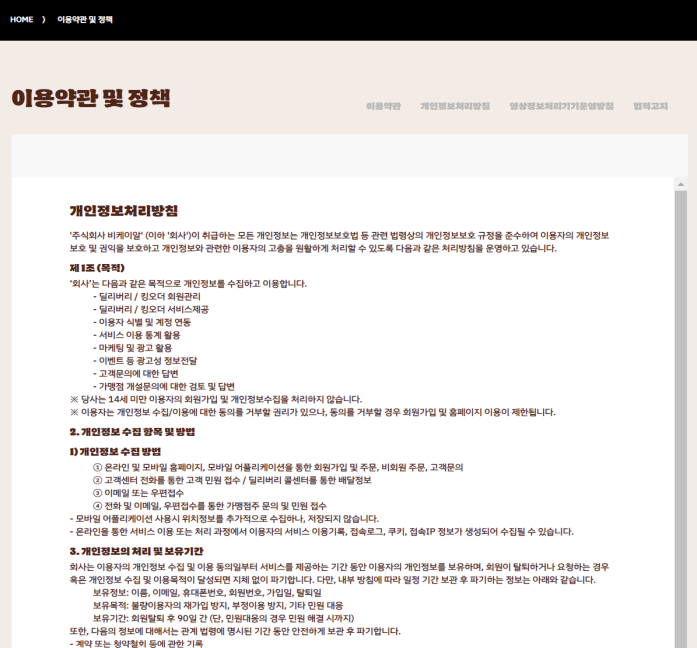 HOME 〉 이용약관 및 정책
이용약관 및 정책
이용약관 개인정보처리방침 영상정보처리기기운영방침 법적고지
개인정보처리방침
'주식회사 비케이알' (이하 '회사')이 취급하는 모든 개인정보는 개인정보보호법 등 관련 법령상의 개인정보보호 규정을 준수하여 이용자의 개인정보
보호 및 권익을 보호하고 개인정보와 관련한 이용자의 고충을 원활하게 처리할 수 있도록 다음과 같은 처리방침을 운영하고 있습니다.
제 1조 (목적)
'회사'는 다음과 같은 목적으로 개인정보를 수집하고 이용합니다.
- 딜리버리 / 킹오더 회원관리
- 딜리버리 / 킹오더 서비스제공
- 이용자 식별 및 계정 연동
- 서비스 이용 통계 활용
- 마케팅 및 광고 활용
- 이벤트 등 광고성 정보전달
- 고객문의에 대한 답변
- 가맹점 개설문의에 대한 검토 및 답변
※ 당사는 14세 미만 이용자의 회원가입 및 개인정보수집을 처리하지 않습니다.
※ 이용자는 개인정보 수집/이용에 대한 동의를 거부할 권리가 있으나, 동의를 거부할 경우 회원가입 및 홈페이지 이용이 제한됩니다.
2. 개인정보 수집 항목 및 방법
1) 개인정보 수집 방법
① 온라인 및 모바일 홈페이지, 모바일 어플리케이션을 통한 회원가입 및 주문, 비회원 주문, 고객문의
② 고객센터 전화를 통한 고객 민원 접수 / 딜리버리 콜센터를 통한 배달정보
③ 이메일 또는 우편접수
④ 전화 및 이메일, 우편접수를 통한 가맹점주 문의 및 민원 접수
- 모바일 어플리케이션 사용시 위치정보를 추가적으로 수집하나, 저장되지 않습니다.
- 온라인을 통한 서비스 이용 또는 처리 과정에서 이용자의 서비스 이용기록, 접속로그, 쿠키, 접속IP 정보가 생성되어 수집될 수 있습니다.
3. 개인정보의 처리 및 보유기간
회사는 이용자의 개인정보 수집 및 이용 동의일부터 서비스를 제공하는 기간 동안 이용자의 개인정보를 보유하며, 회원이 탈퇴하거나 요청하는 경우
혹은 개인정보 수집 및 이용목적이 달성되면 지체 없이 파기합니다. 다만, 내부 방침에 따라 일정 기간 보관 후 파기하는 정보는 아래와 같습니다.
보유정보: 이름, 이메일, 휴대폰번호, 회원번호, 가입일, 탈퇴일
보유목적: 불량이용자의 재가입 방지, 부정이용 방지, 기타 민원 대응
보유기간: 회원탈퇴 후 90일 간 (단, 민원대응의 경우 민원 해결 시까지)
또한, 다음의 정보에 대해서는 관계 법령에 명시된 기간 동안 안전하게 보관 후 파기합니다.
- 계약 또는 청약철회 등에 관한 기록